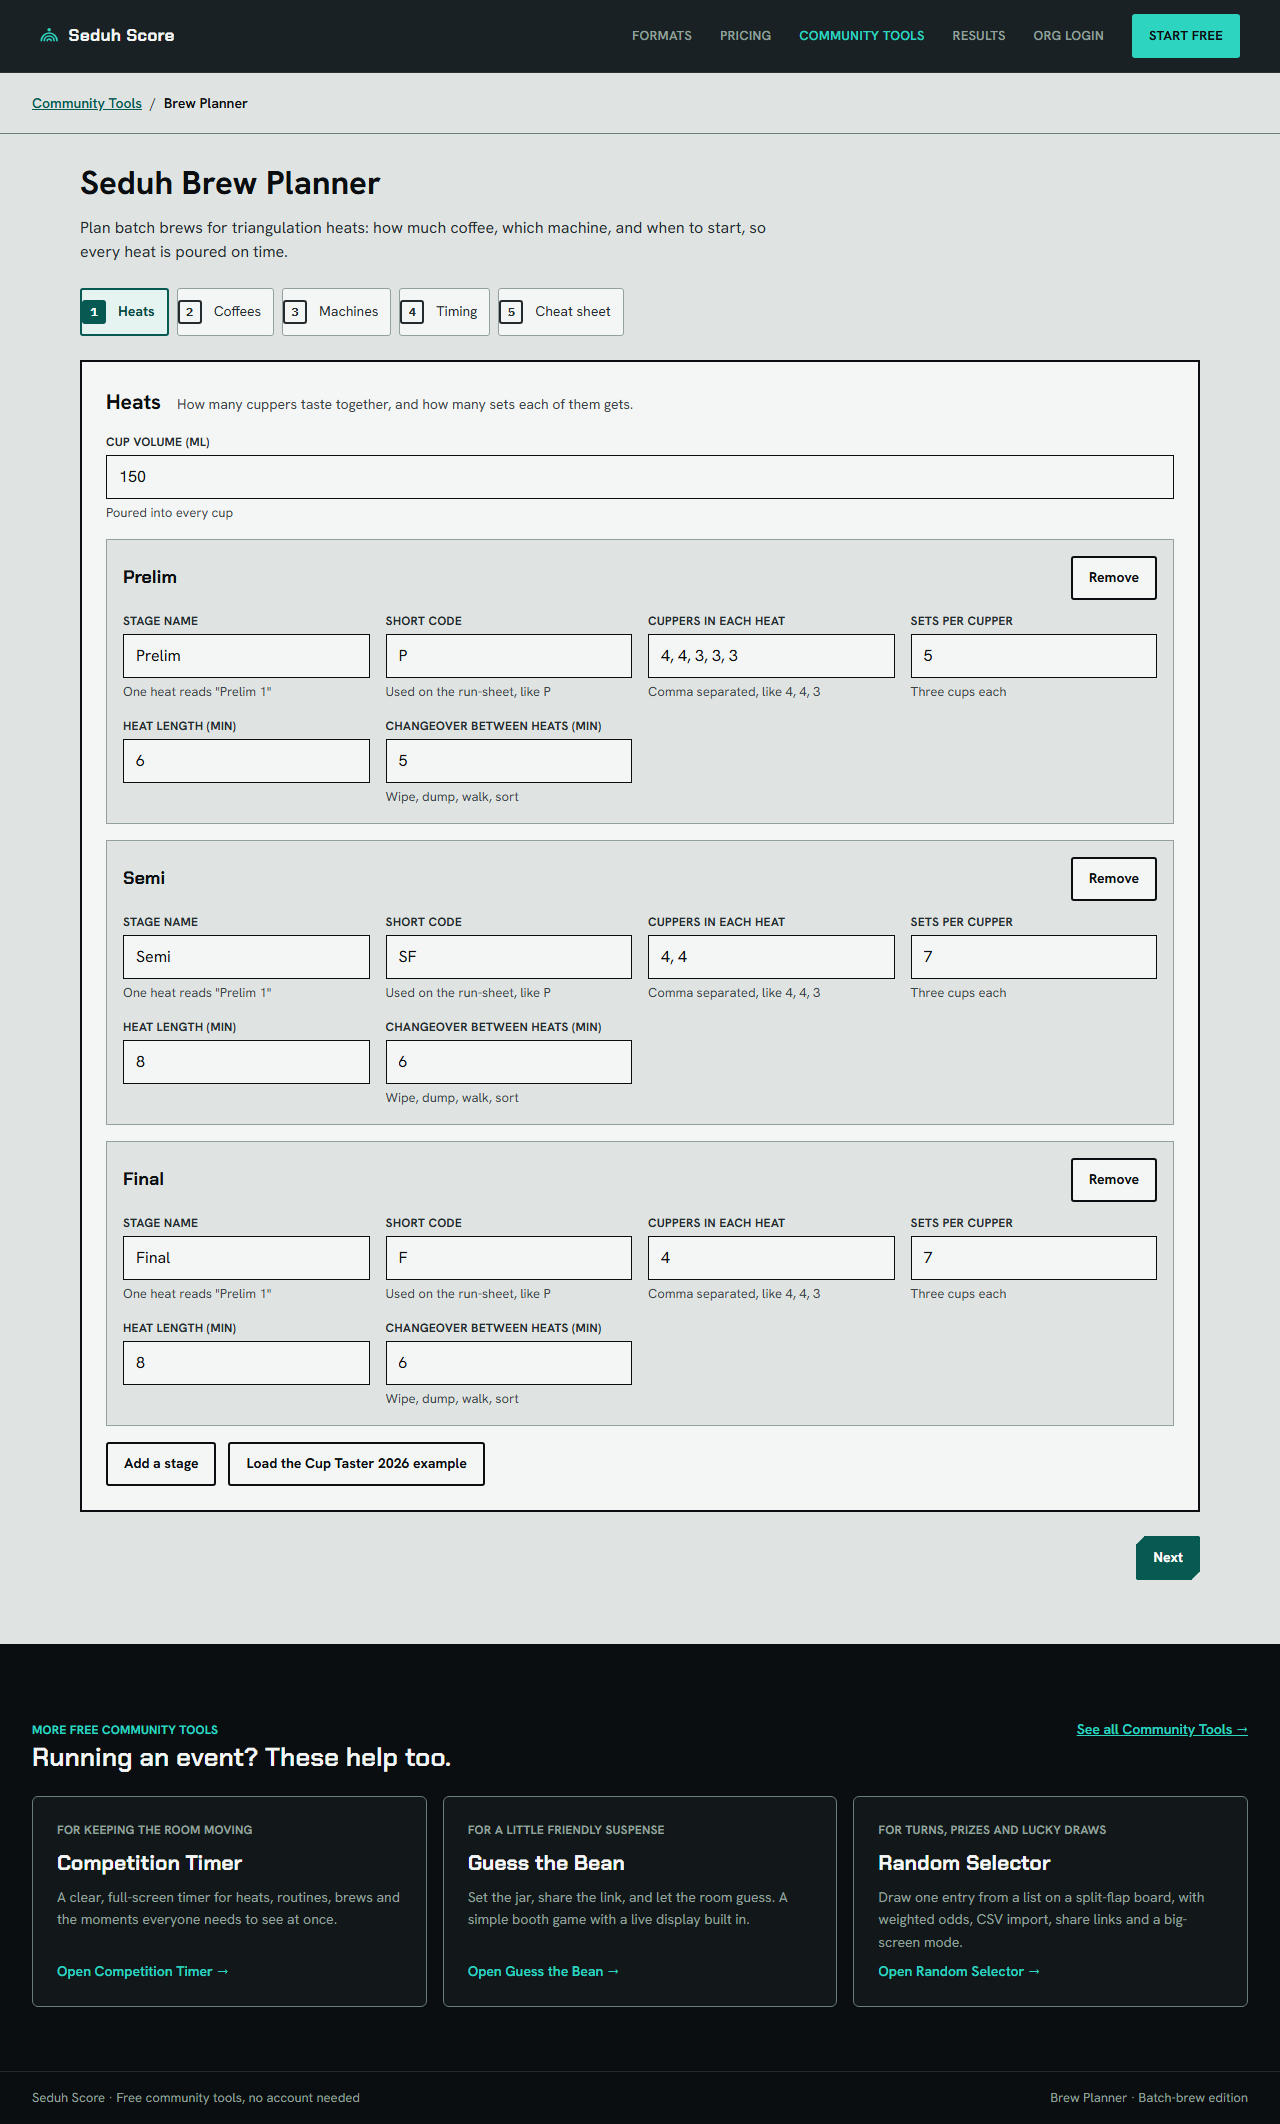 Seduh Score
FORMATS
PRICING
COMMUNITY TOOLS
RESULTS
ORG LOGIN
START FREE
Community Tools / Brew Planner
Seduh Brew Planner
Plan batch brews for triangulation heats: how much coffee, which machine, and when to start, so
every heat is poured on time.
1 Heats
2 Coffees
3 Machines
4 Timing
5 Cheat sheet
Heats How many cuppers taste together, and how many sets each of them gets.
CUP VOLUME (ML)
150
Poured into every cup
Prelim
Remove
STAGE NAME SHORT CODE CUPPERS IN EACH HEAT SETS PER CUPPER
Prelim P 4, 4, 3, 3, 3 5
One heat reads "Prelim 1" Used on the run-sheet, like P Comma separated, like 4, 4, 3 Three cups each
HEAT LENGTH (MIN) CHANGEOVER BETWEEN HEATS (MIN)
6 5
Wipe, dump, walk, sort
Semi
Remove
STAGE NAME SHORT CODE CUPPERS IN EACH HEAT SETS PER CUPPER
Semi SF 4, 4 7
One heat reads "Prelim 1" Used on the run-sheet, like P Comma separated, like 4, 4, 3 Three cups each
HEAT LENGTH (MIN) CHANGEOVER BETWEEN HEATS (MIN)
8 6
Wipe, dump, walk, sort
Final
Remove
STAGE NAME SHORT CODE CUPPERS IN EACH HEAT SETS PER CUPPER
Final F 4 7
One heat reads "Prelim 1" Used on the run-sheet, like P Comma separated, like 4, 4, 3 Three cups each
HEAT LENGTH (MIN) CHANGEOVER BETWEEN HEATS (MIN)
8 6
Wipe, dump, walk, sort
Add a stage
Load the Cup Taster 2026 example
Next
MORE FREE COMMUNITY TOOLS
See all Community Tools →
Running an event? These help too.
FOR KEEPING THE ROOM MOVING
Competition Timer
A clear, full-screen timer for heats, routines, brews and
the moments everyone needs to see at once.
Open Competition Timer →
FOR A LITTLE FRIENDLY SUSPENSE
Guess the Bean
Set the jar, share the link, and let the room guess. A
simple booth game with a live display built in.
Open Guess the Bean →
FOR TURNS, PRIZES AND LUCKY DRAWS
Random Selector
Draw one entry from a list on a split-flap board, with
weighted odds, CSV import, share links and a big-
screen mode.
Open Random Selector →
Seduh Score · Free community tools, no account needed
Brew Planner · Batch-brew edition